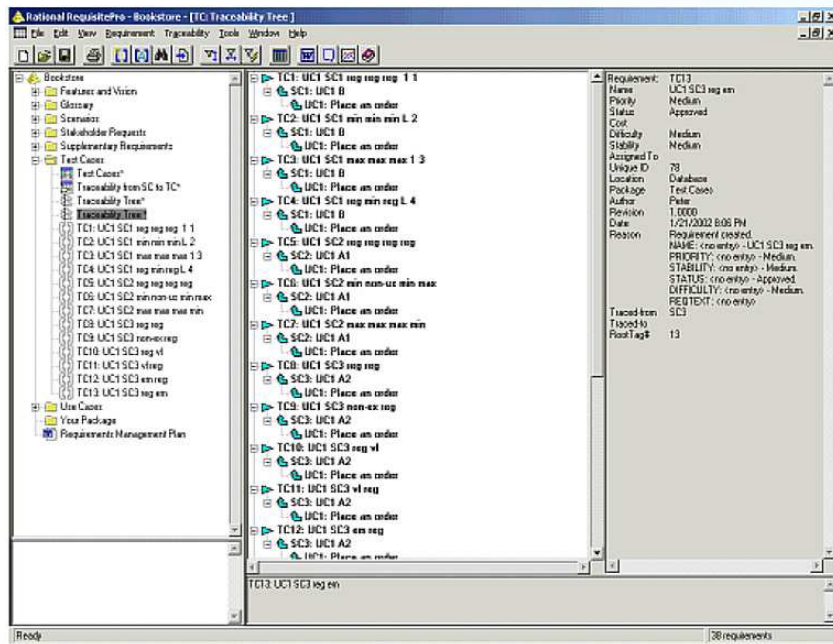 Rational RequisitePro - Bookstore - [TC: Traceability Tree ]
File Edit View Requirement Traceability Tools Window Help
Bookstore
Features and Vision
Glossary
Scenarios
Stakeholder Requests
Supplementary Requirements
Test Cases
Test Cases*
Traceability from SC to TC*
Traceability Tree*
Traceability Tree*
TC1: UC1 SC1 reg reg reg 1 1
TC2: UC1 SC1 min min min L 2
TC3: UC1 SC1 max max max 1 3
TC4: UC1 SC1 reg min reg L 4
TC5: UC1 SC2 reg reg reg reg
TC6: UC1 SC2 min non-us min max
TC7: UC1 SC2 max max max min
TC8: UC1 SC3 reg reg
TC9: UC1 SC3 non-ex reg
TC10: UC1 SC3 reg vl
TC11: UC1 SC3 vl reg
TC12: UC1 SC3 em reg
TC13: UC1 SC3 reg em
Use Cases
Your Package
Requirements Management Plan
TC1: UC1 SC1 reg reg reg 1 1
SC1: UC1 B
UC1: Place an order
TC2: UC1 SC1 min min min L 2
SC1: UC1 B
UC1: Place an order
TC3: UC1 SC1 max max max 1 3
SC1: UC1 B
UC1: Place an order
TC4: UC1 SC1 reg min reg L 4
SC1: UC1 B
UC1: Place an order
TC5: UC1 SC2 reg reg reg reg
SC2: UC1 A1
UC1: Place an order
TC6: UC1 SC2 min non-us min max
SC2: UC1 A1
UC1: Place an order
TC7: UC1 SC2 max max max min
SC2: UC1 A1
UC1: Place an order
TC8: UC1 SC3 reg reg
SC3: UC1 A2
UC1: Place an order
TC9: UC1 SC3 non-ex reg
SC3: UC1 A2
UC1: Place an order
TC10: UC1 SC3 reg vl
SC3: UC1 A2
UC1: Place an order
TC11: UC1 SC3 vl reg
SC3: UC1 A2
UC1: Place an order
TC12: UC1 SC3 em reg
SC3: UC1 A2
UC1: Place an order
Requirement: TC13
Name UC1 SC3 reg em
Priority Medium
Status Approved
Cost
Difficulty Medium
Stability Medium
Assigned To
Unique ID 78
Location Database
Package Test Cases
Author Peter
Revision 1.0000
Date 1/21/2002 8:06 PM
Reason Requirement created.
NAME: <no entry> - UC1 SC3 reg em.
PRIORITY: <no entry> - Medium.
STABILITY: <no entry> - Medium.
STATUS: <no entry> - Approved.
DIFFICULTY: <no entry> - Medium.
REQTEXT: <no entry>
Traced-from SC3
Traced-to
RootTag# 13
TC13: UC1 SC3 reg em
Ready
38 requirements